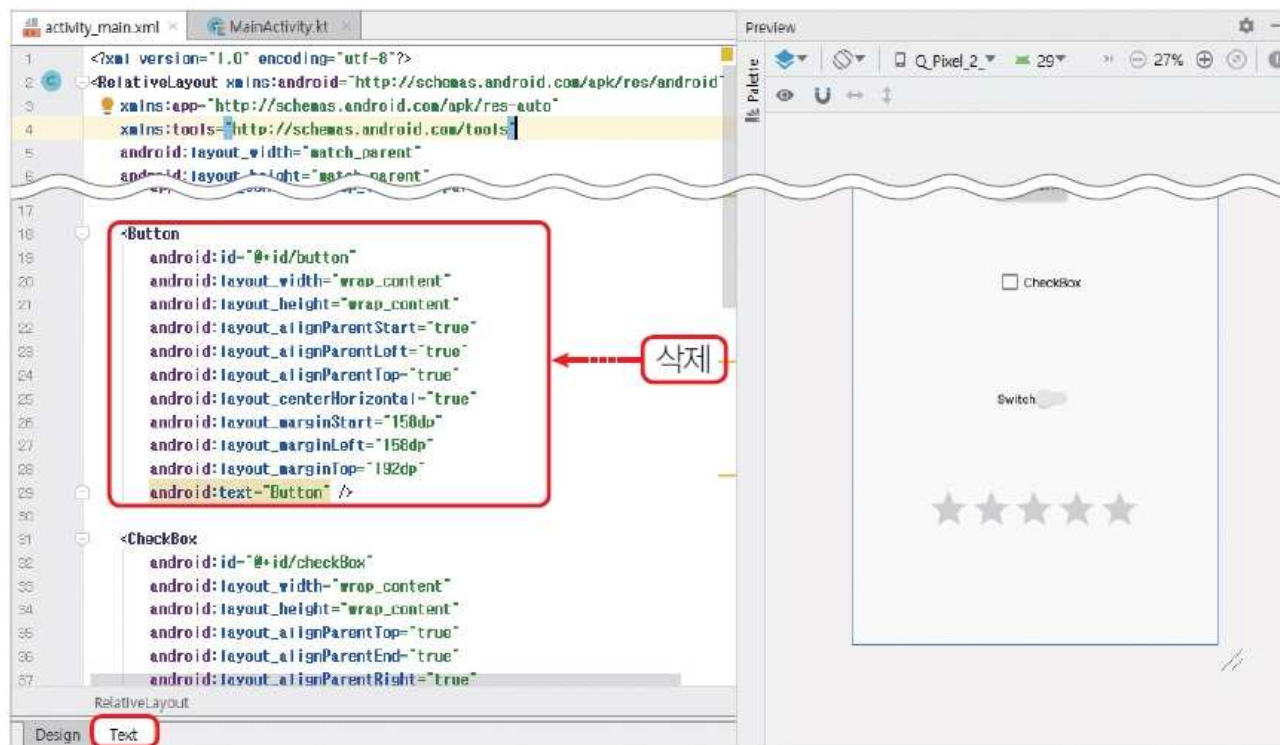 activity_main.xml
MainActivity.kt
Preview
1 <?xml version="1.0" encoding="utf-8"?>
2 <RelativeLayout xmlns:android="http://schemas.android.com/apk/res/android"
3 xmlns:app="http://schemas.android.com/apk/res-auto"
4 xmlns:tools="http://schemas.android.com/tools"
5 android:layout_width="match_parent"
6 android:layout_height="match_parent"
Palette
Q_Pixel_2_
29
27%
17
18 <Button
19 android:id="@+id/button"
20 android:layout_width="wrap_content"
21 android:layout_height="wrap_content"
22 android:layout_alignParentStart="true"
23 android:layout_alignParentLeft="true"
24 android:layout_alignParentTop="true"
25 android:layout_centerHorizontal="true"
26 android:layout_marginStart="158dp"
27 android:layout_marginLeft="158dp"
28 android:layout_marginTop="192dp"
29 android:text="Button" />
30
31 <CheckBox
32 android:id="@+id/checkBox"
33 android:layout_width="wrap_content"
34 android:layout_height="wrap_content"
35 android:layout_alignParentTop="true"
36 android:layout_alignParentEnd="true"
37 android:layout_alignParentRight="true"
삭제
CheckBox
Switch
RelativeLayout
Design
Text